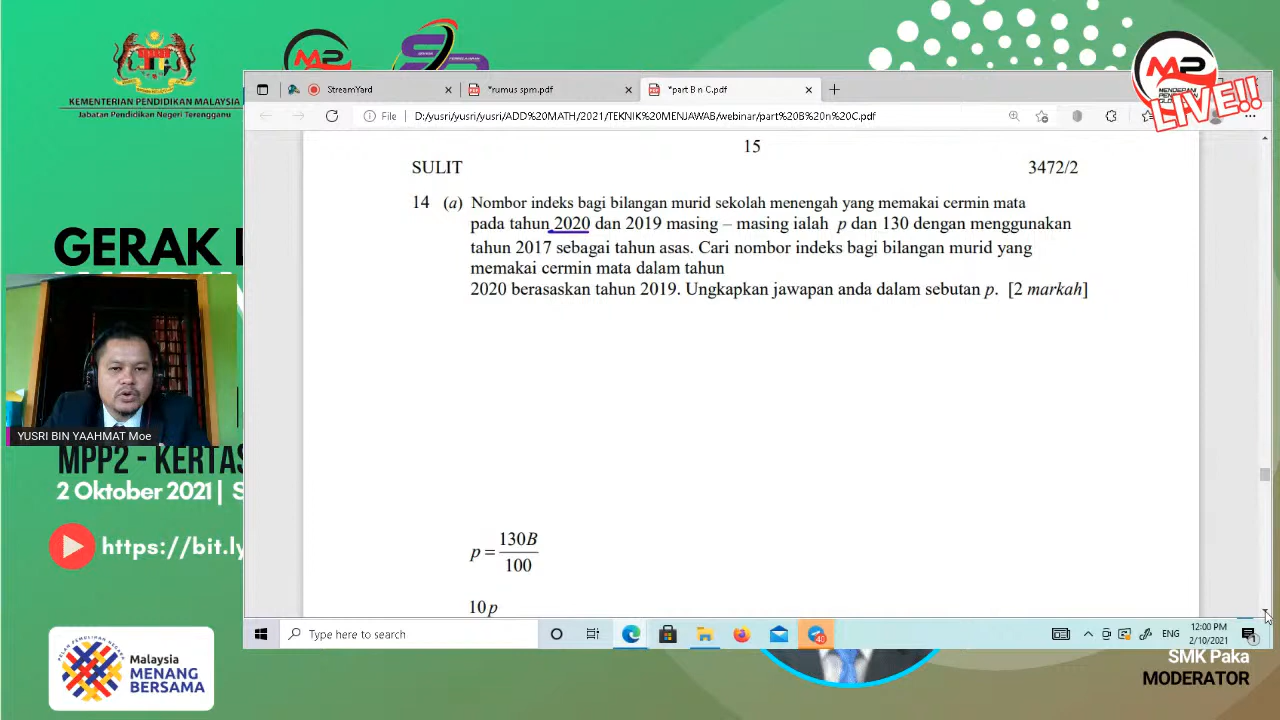 KEMENTERIAN PENDIDIKAN MALAYSIA
Jabatan Pendidikan Negeri Terengganu
MP
StreamYard
*rumus spm.pdf
*part B n C.pdf
File
D:/yusri/yusri/yusri/ADD%20MATH/2021/TEKNIK%20MENJAWAB/webinar/part%20B%20n%20C.pdf
MP
LIVE!!
15
SULIT
3472/2
14 (a) Nombor indeks bagi bilangan murid sekolah menengah yang memakai cermin mata
pada tahun 2020 dan 2019 masing – masing ialah p dan 130 dengan menggunakan
tahun 2017 sebagai tahun asas. Cari nombor indeks bagi bilangan murid yang
memakai cermin mata dalam tahun
2020 berasaskan tahun 2019. Ungkapkan jawapan anda dalam sebutan p. [2 markah]
p = 130B
100
10p
GERAK
YUSRI BIN YAAHMAT Moe
MPP2 - KERTAS
2 Oktober 2021 | S
https://bit.ly
Type here to search
40
ENG
12:00 PM
2/10/2021
1
Malaysia
MENANG
BERSAMA
SMK Paka
MODERATOR